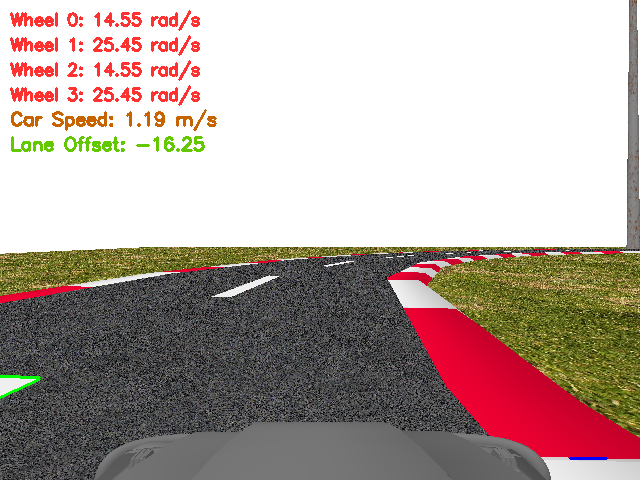 Wheel 0: 14.55 rad/s
Wheel 1: 25.45 rad/s
Wheel 2: 14.55 rad/s
Wheel 3: 25.45 rad/s
Car Speed: 1.19 m/s
Lane Offset: -16.25